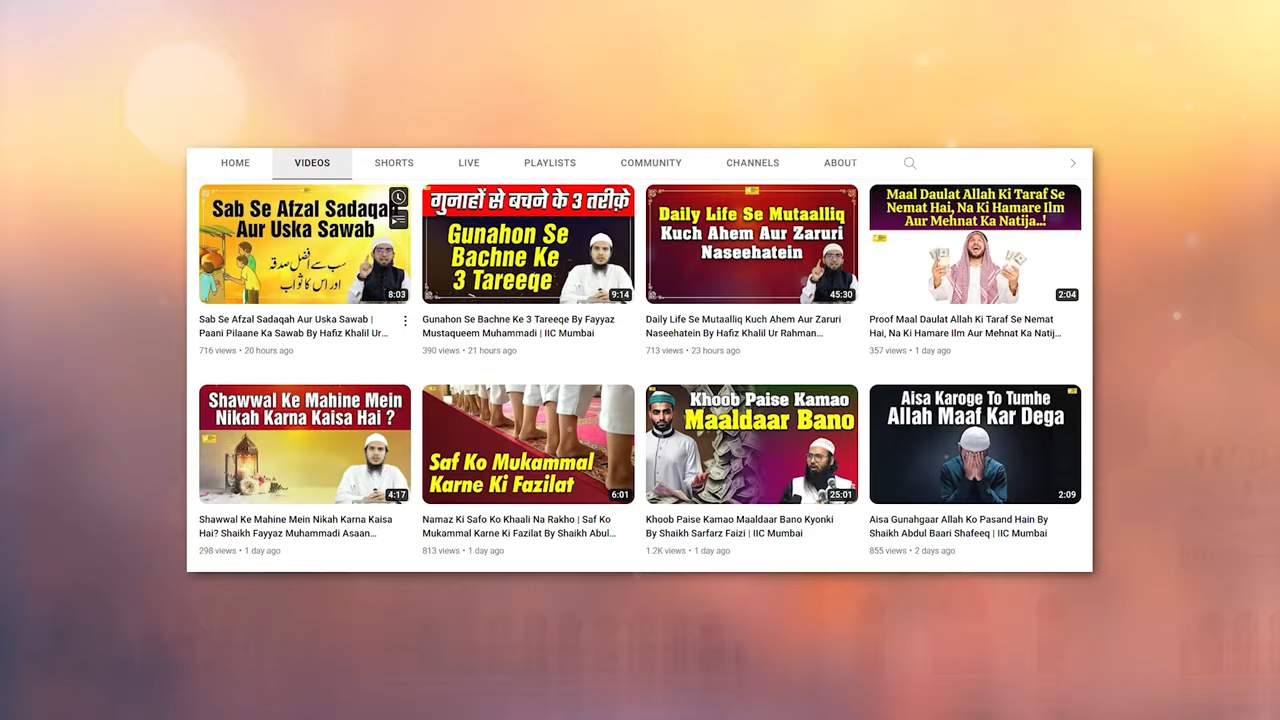 HOME
VIDEOS
SHORTS
LIVE
PLAYLISTS
COMMUNITY
CHANNELS
ABOUT
Sab Se Afzal Sadaqah
Aur Uska Sawab
سب سے افضل صدقہ
اور اس کا ثواب
8:03
Sab Se Afzal Sadaqah Aur Uska Sawab |
Paani Pilaane Ka Sawab By Hafiz Khalil Ur...
716 views • 20 hours ago
गुनाहों से बचने के 3 तरीक़े
Gunahon Se
Bachne Ke
3 Tareeqe
9:14
Gunahon Se Bachne Ke 3 Tareeqe By Fayyaz
Mustaqueem Muhammadi | IIC Mumbai
390 views • 21 hours ago
Daily Life Se Mutaalliq
Kuch Ahem Aur Zaruri
Naseehatein
45:30
Daily Life Se Mutaalliq Kuch Ahem Aur Zaruri
Naseehatein By Hafiz Khalil Ur Rahman...
713 views • 23 hours ago
Maal Daulat Allah Ki Taraf Se
Nemat Hai, Na Ki Hamare Ilm
Aur Mehnat Ka Natija..!
2:04
Proof Maal Daulat Allah Ki Taraf Se Nemat
Hai, Na Ki Hamare Ilm Aur Mehnat Ka Natij...
357 views • 1 day ago
Shawwal Ke Mahine Mein
Nikah Karna Kaisa Hai ?
4:17
Shawwal Ke Mahine Mein Nikah Karna Kaisa
Hai? Shaikh Fayyaz Muhammadi Asaan...
298 views • 1 day ago
Saf Ko Mukammal
Karne Ki Fazilat
6:01
Namaz Ki Safo Ko Khaali Na Rakho | Saf Ko
Mukammal Karne Ki Fazilat By Shaikh Abul...
813 views • 1 day ago
Khoob Paise Kamao
Maaldaar Bano
25:01
Khoob Paise Kamao Maaldaar Bano Kyonki
By Shaikh Sarfarz Faizi | IIC Mumbai
1.2K views • 1 day ago
Aisa Karoge To Tumhe
Allah Maaf Kar Dega
2:09
Aisa Gunahgaar Allah Ko Pasand Hain By
Shaikh Abdul Baari Shafeeq | IIC Mumbai
855 views • 2 days ago